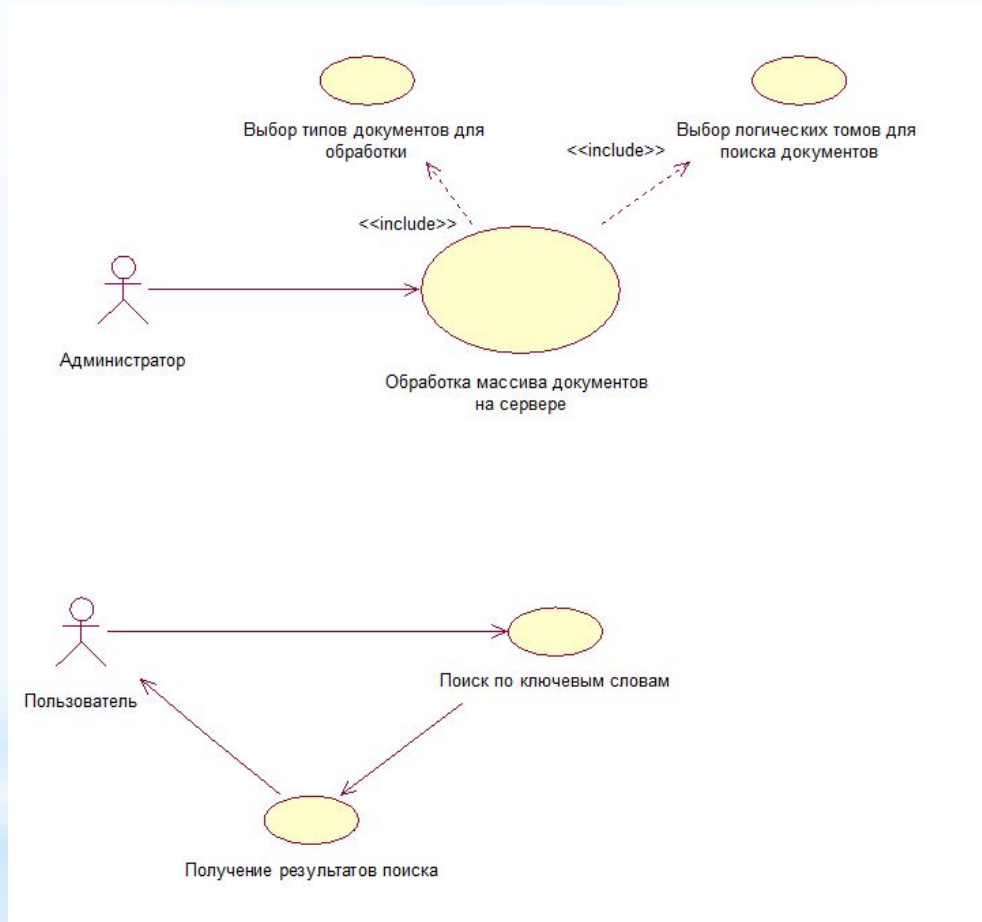 Выбор типов документов для
обработки
Выбор логических томов для
поиска документов
<<include>>
<<include>>
Администратор
Обработка массива документов
на сервере
Пользователь
Поиск по ключевым словам
Получение результатов поиска